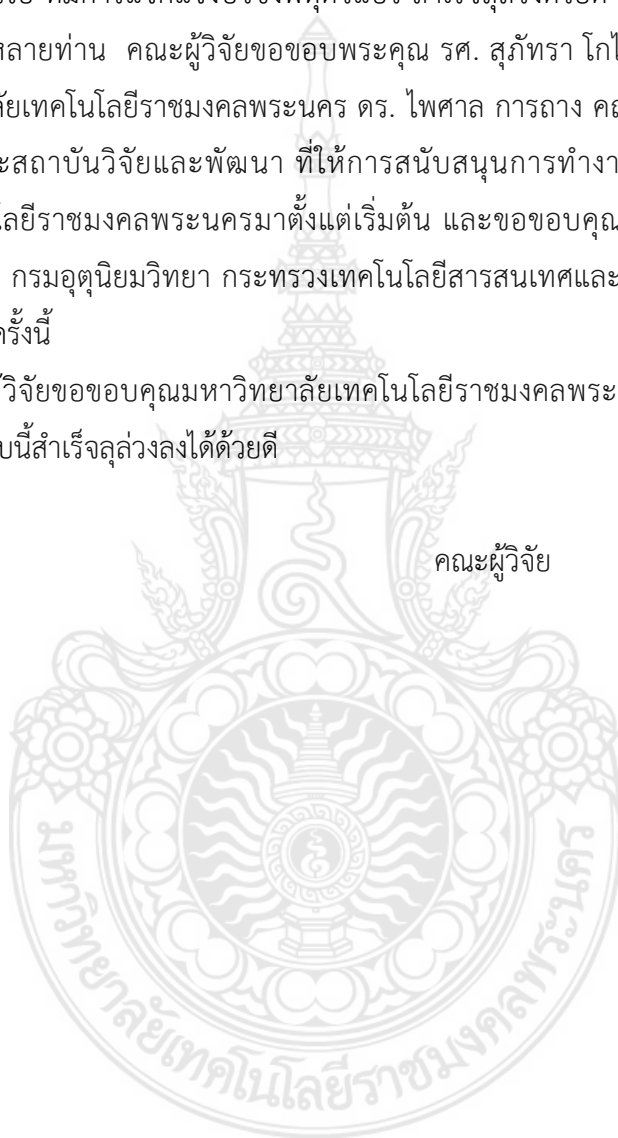 หลายท่าน คณะผู้วิจัยขอขอบพระคุณ รศ. สุภัทรา โกไ
ลัยเทคโนโลยีราชมงคลพระนคร ดร. ไพศาล การถาง คณ
ะสถาบันวิจัยและพัฒนา ที่ให้การสนับสนุนการทำงา
โลยีราชมงคลพระนครมาตั้งแต่เริ่มต้น และขอขอบคุณ
กรมอุตุนิยมวิทยา กระทรวงเทคโนโลยีสารสนเทศและ
ครั้งนี้
วิจัยขอขอบคุณมหาวิทยาลัยเทคโนโลยีราชมงคลพระ
บนี้สำเร็จลุล่วงลงได้ด้วยดี
คณะผู้วิจัย
มหาวิทยาลัยเทคโนโลยีราชมงคลพระนคร